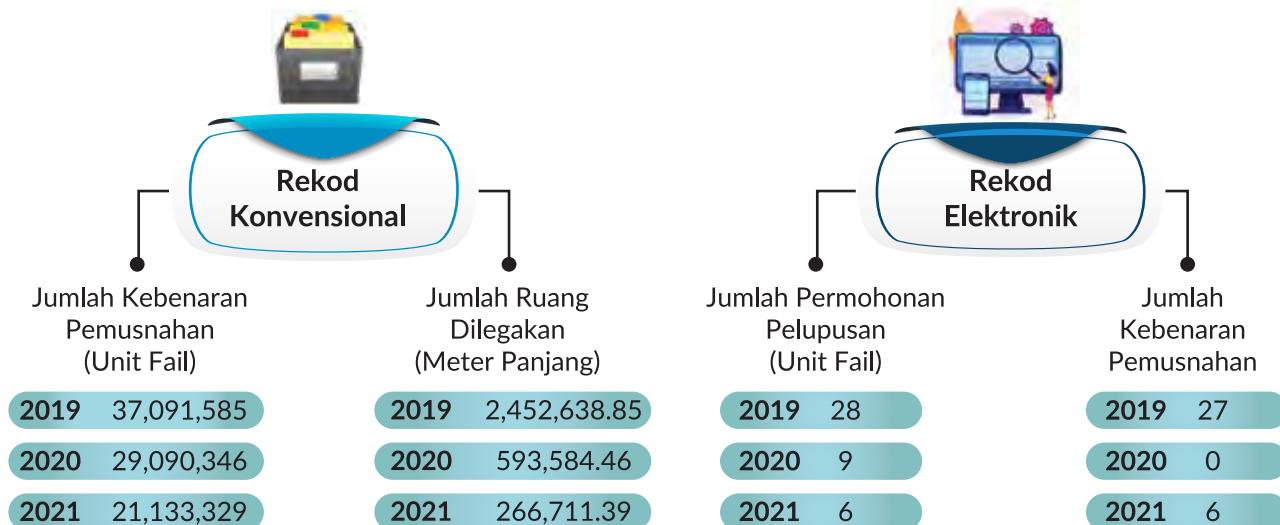 Rekod
Konvensional
Jumlah Kebenaran
Pemusnahan
(Unit Fail)
2019 37,091,585
2020 29,090,346
2021 21,133,329
Jumlah Ruang
Dilegakan
(Meter Panjang)
2019 2,452,638.85
2020 593,584.46
2021 266,711.39
Rekod
Elektronik
Jumlah Permohonan
Pelupusan
(Unit Fail)
2019 28
2020 9
2021 6
Jumlah
Kebenaran
Pemusnahan
2019 27
2020 0
2021 6